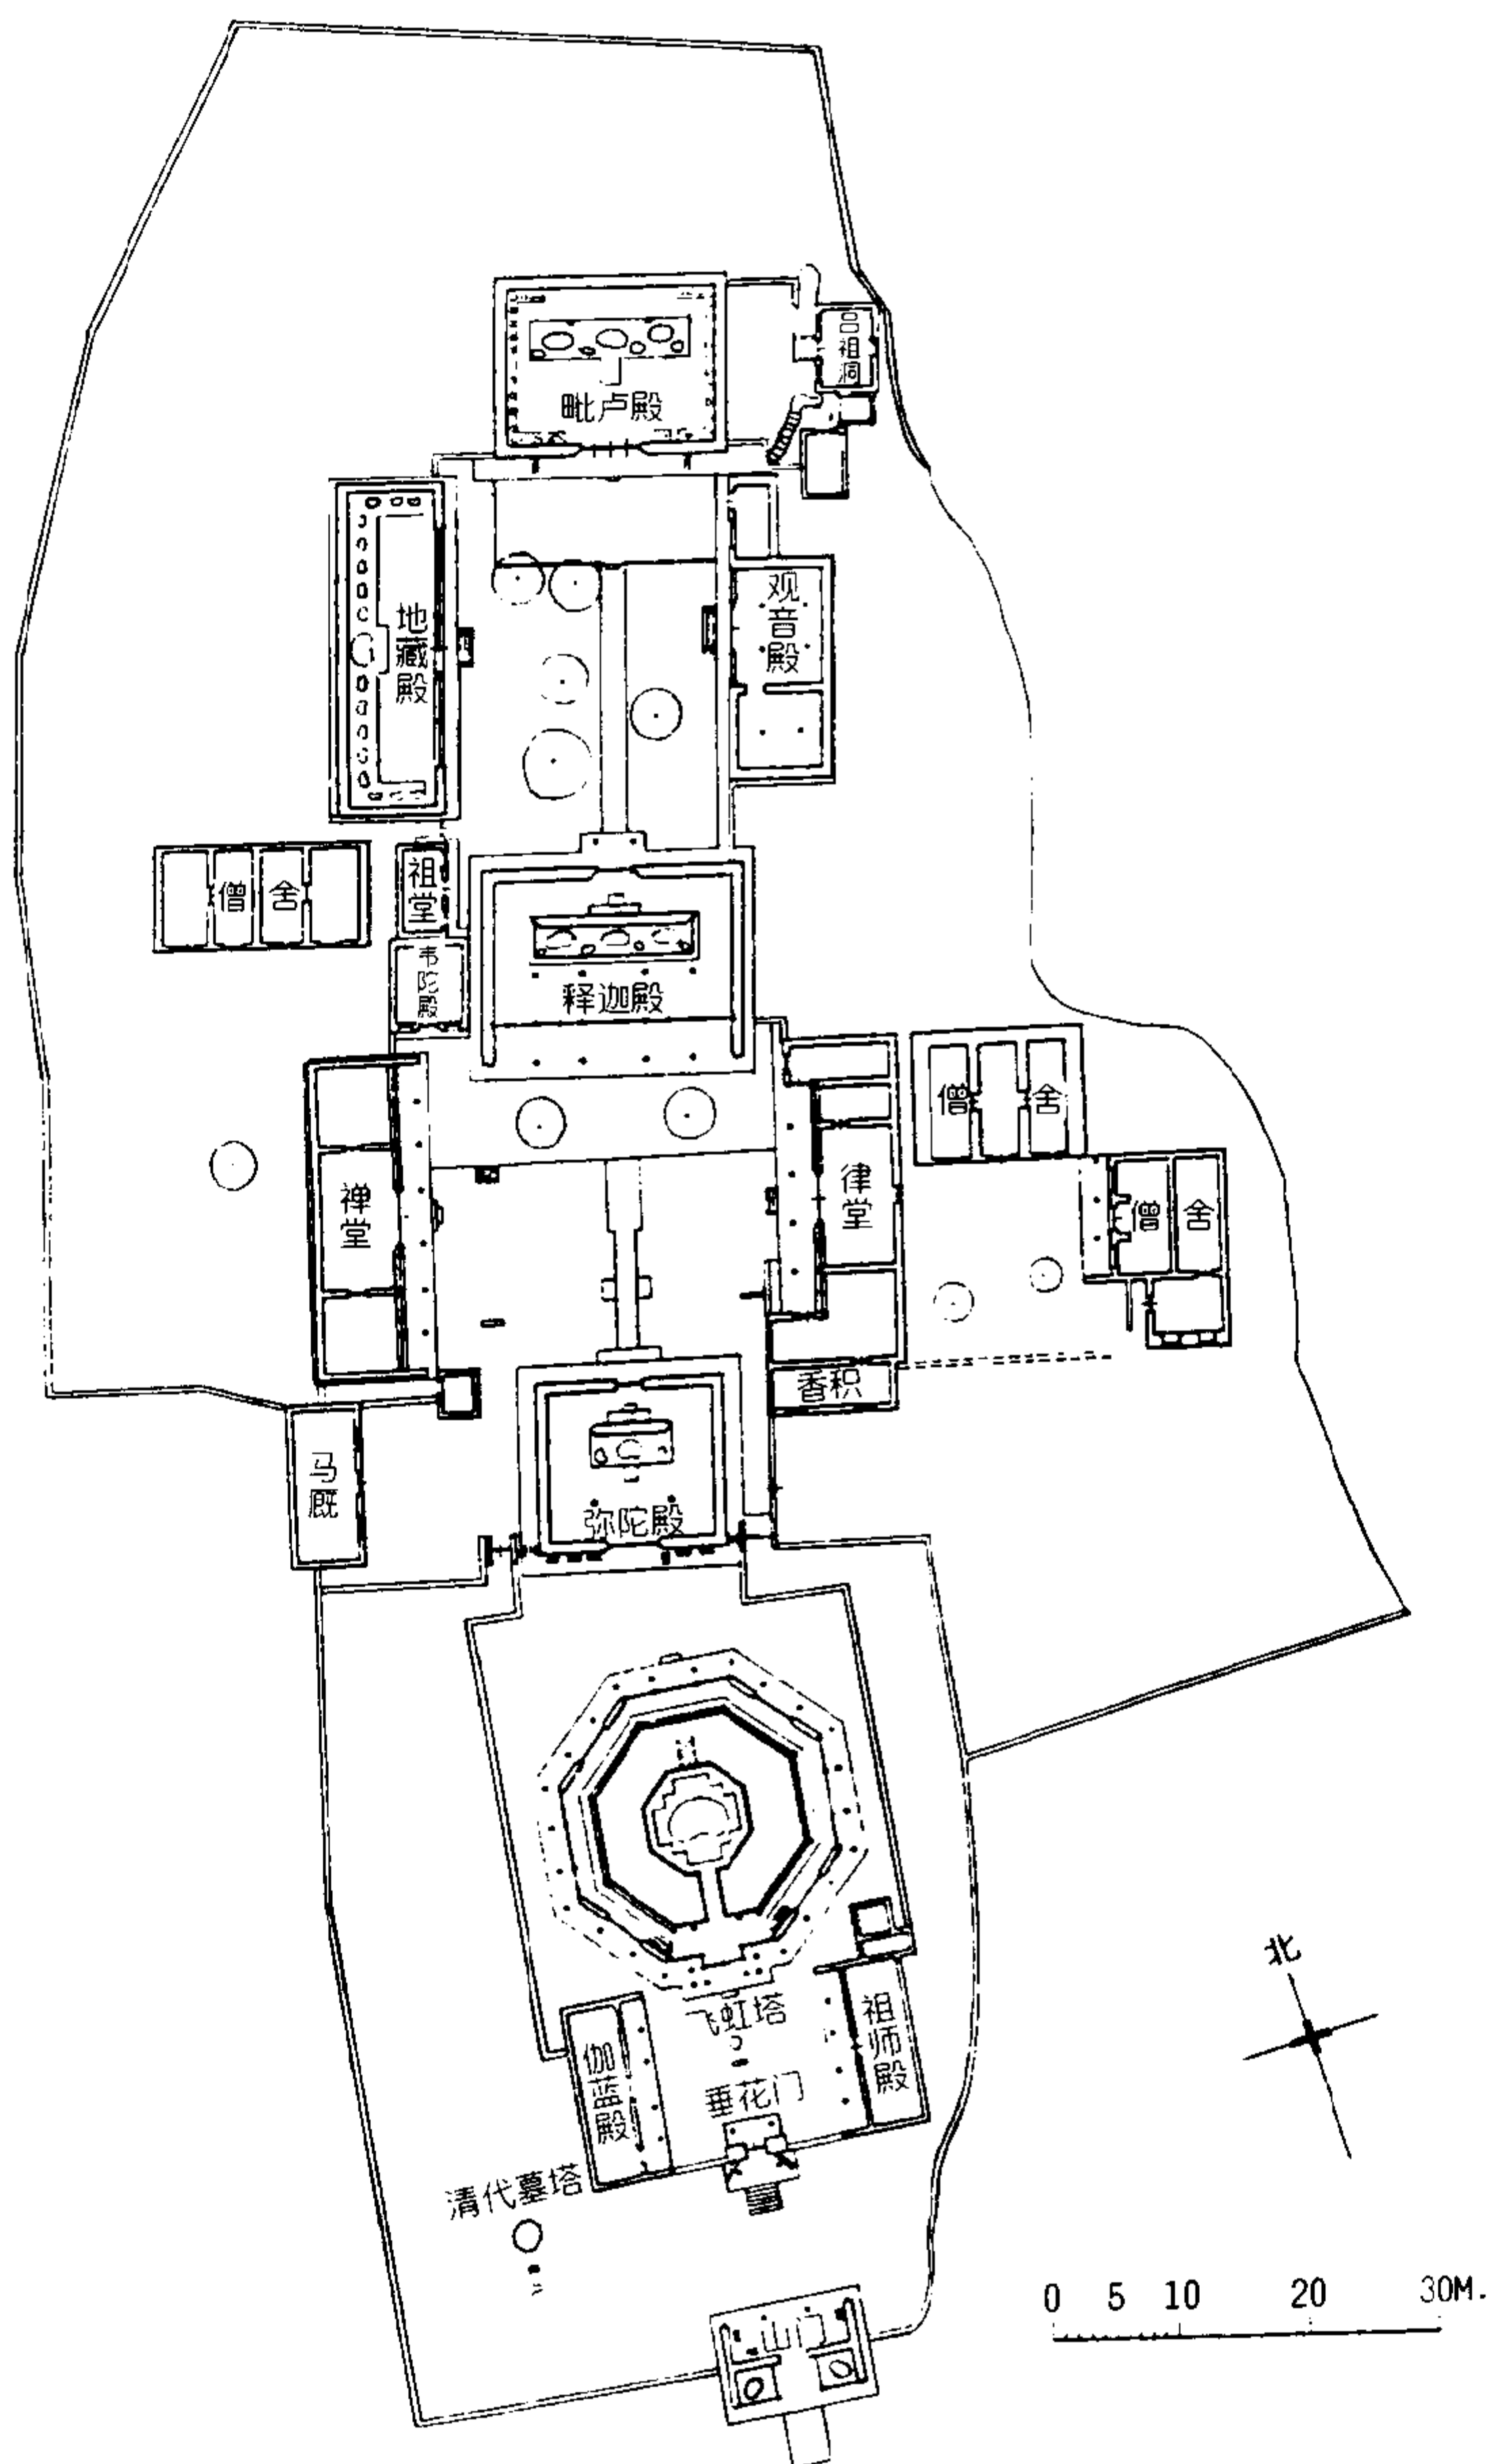 吕祖洞
毗卢殿
观音殿
地藏殿
祖堂
僧舍
韦陀殿
释迦殿
僧舍
律堂
禅堂
僧舍
香积
马厩
弥陀殿
飞虹塔
祖师殿
伽蓝殿
垂花门
清代墓塔
山门
北
0 5 10 20 30M.